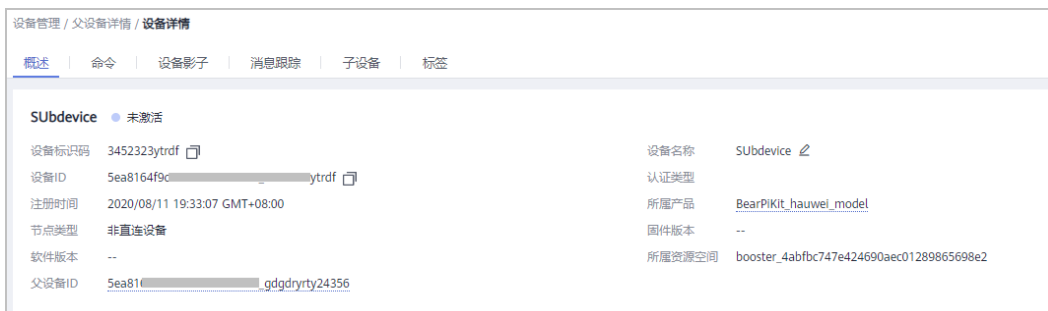 设备管理 / 父设备详情 / 设备详情
概述 命令 设备影子 消息跟踪 子设备 标签
SUbdevice 未激活
设备标识码 3452323ytrdf 设备名称 SUbdevice
设备ID 5ea8164f9c ytrdf 认证类型
注册时间 2020/08/11 19:33:07 GMT+08:00 所属产品 BearPiKit_hauwei_model
节点类型 非直连设备 固件版本 --
软件版本 -- 所属资源空间 booster_4abfbc747e424690aec01289865698e2
父设备ID 5ea816 _gdgdryrty24356